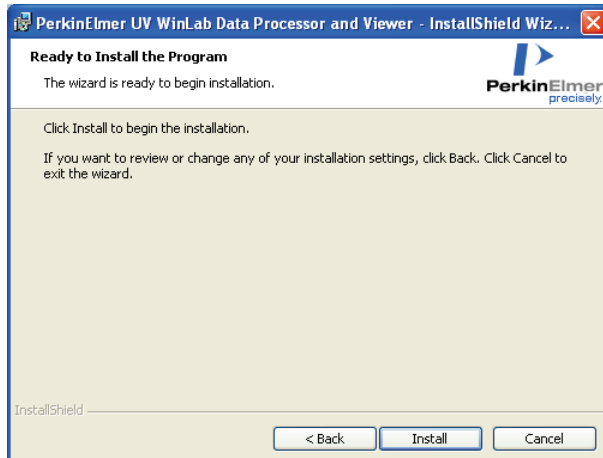 PerkinElmer UV WinLab Data Processor and Viewer - InstallShield Wiz...
Ready to Install the Program
The wizard is ready to begin installation.
PerkinElmer
precisely.
Click Install to begin the installation.
If you want to review or change any of your installation settings, click Back. Click Cancel to
exit the wizard.
InstallShield
< Back
Install
Cancel